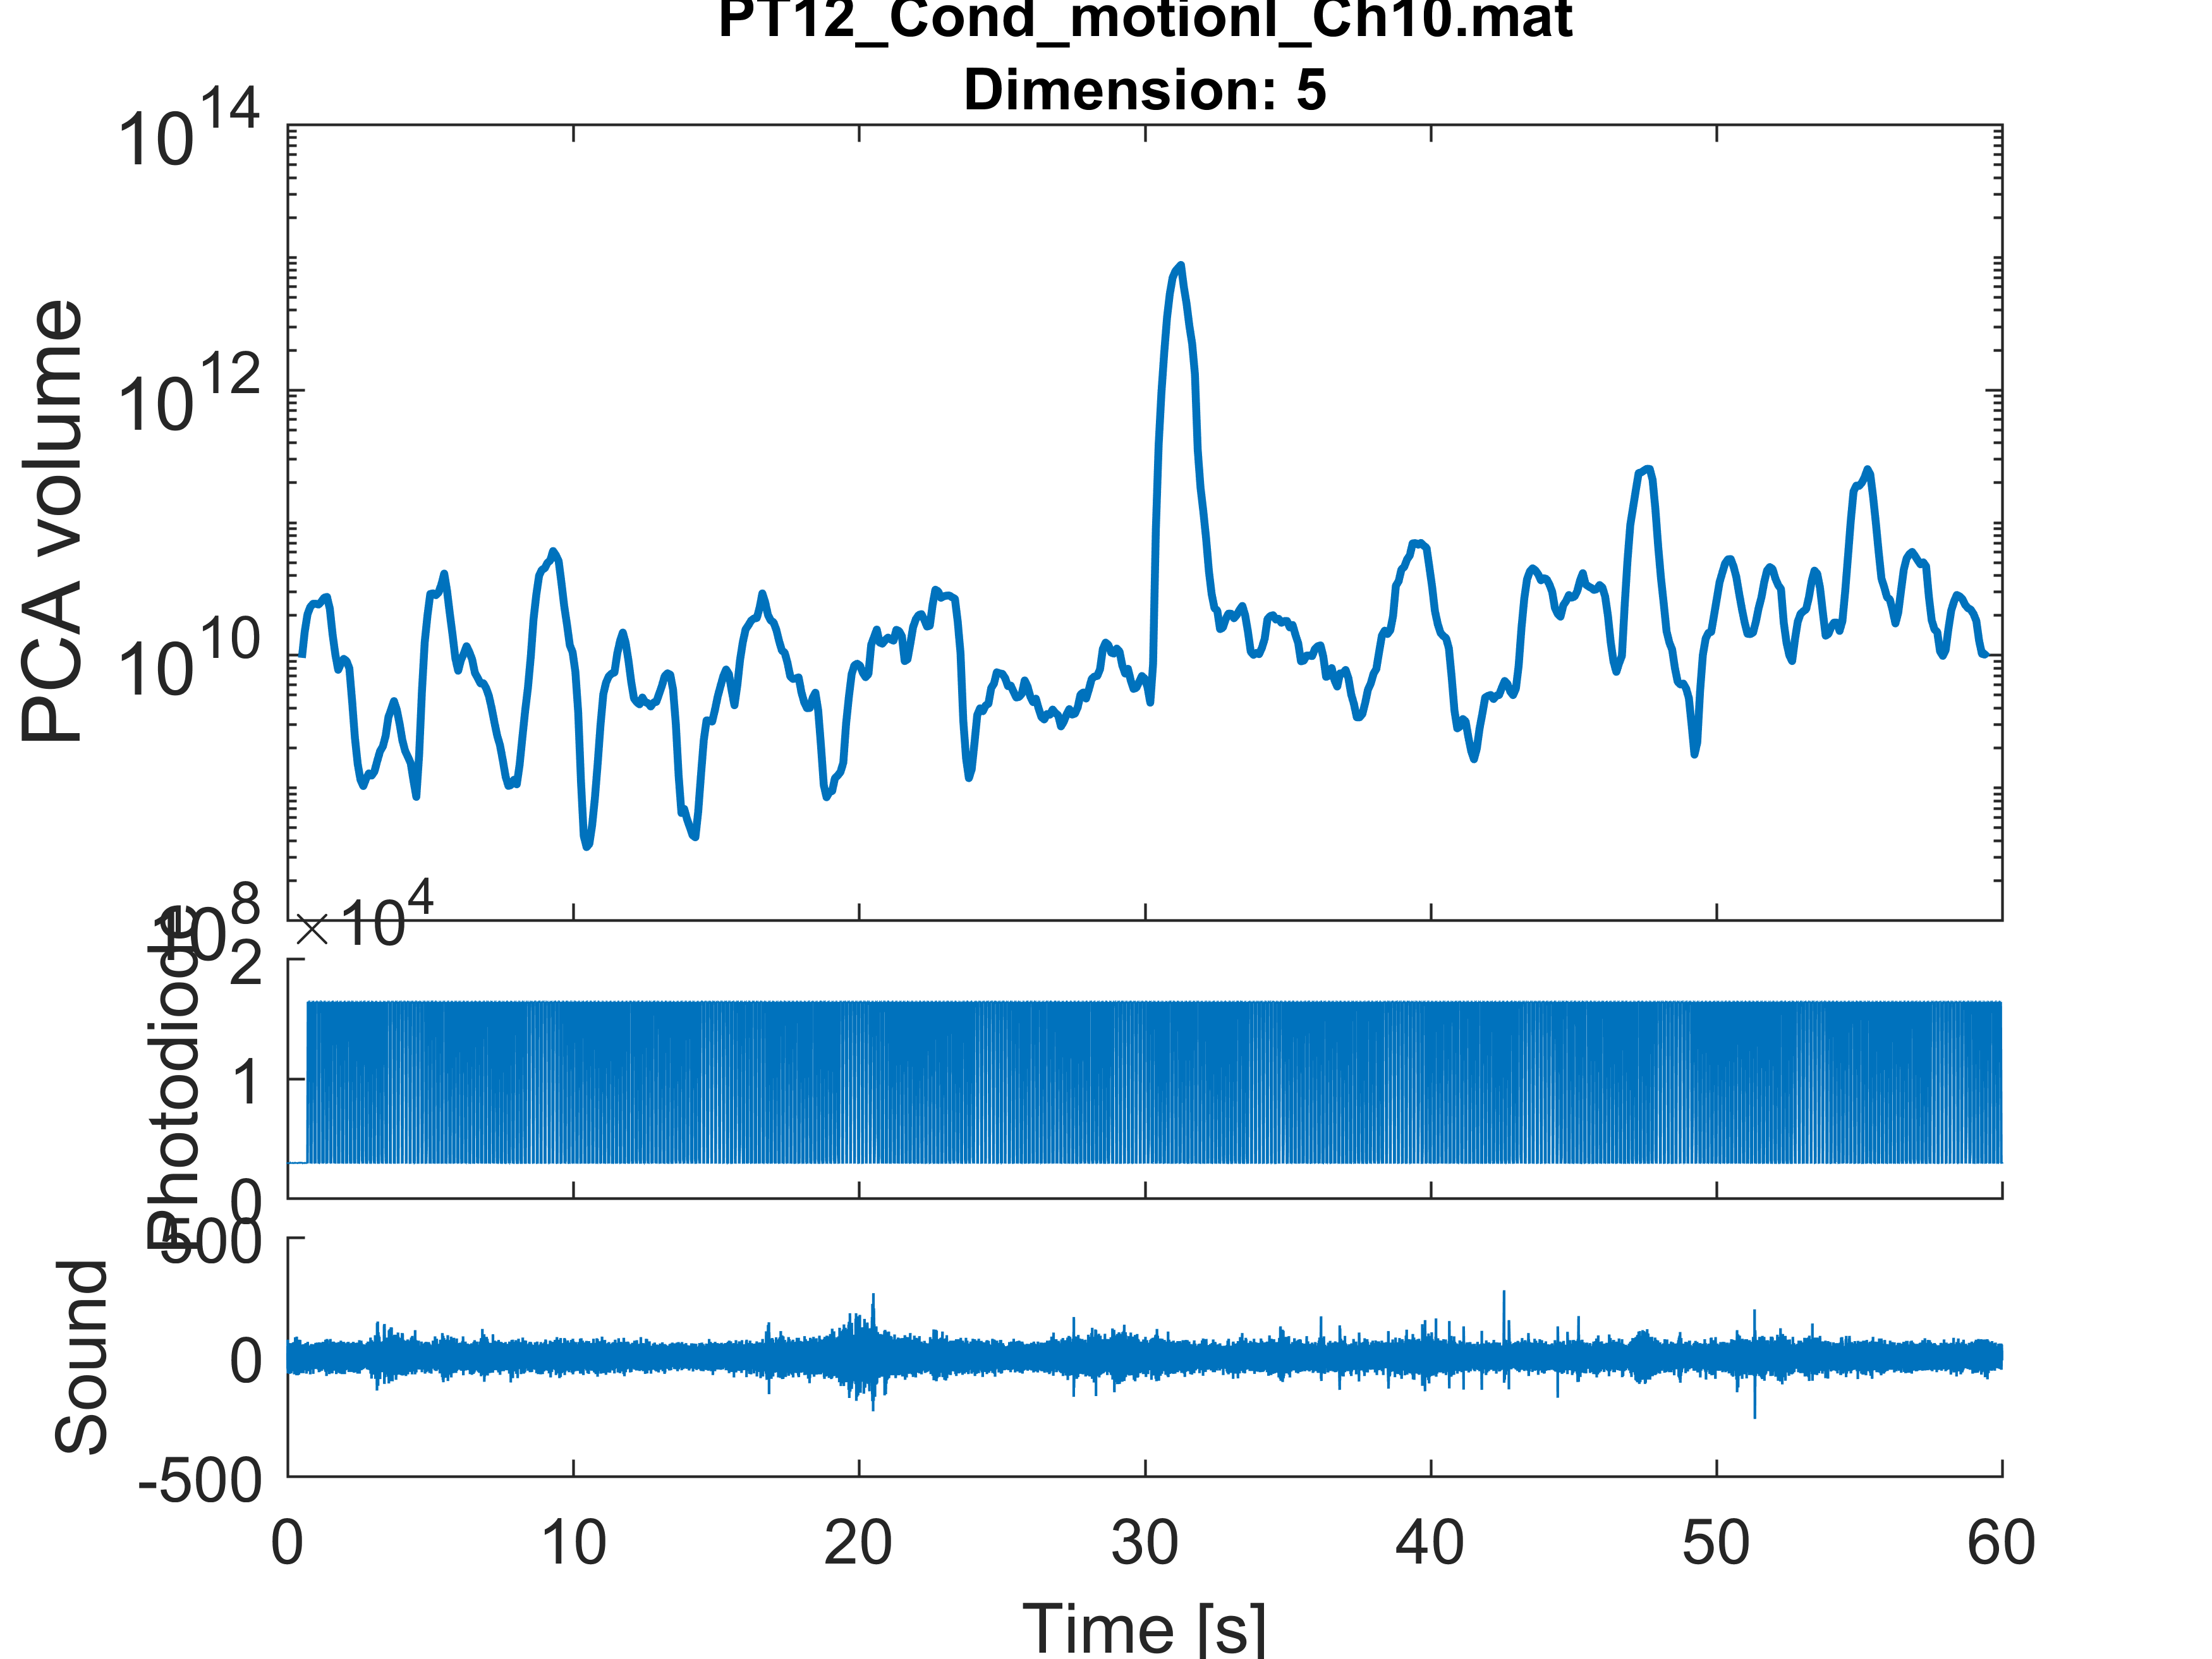 PT12_Cond_motionI_Ch10.mat
Dimension: 5
PCA volume
10^14
10^12
10^10
10^8
×10^4
Photodiode
2
1
0
Sound
500
0
-500
0 10 20 30 40 50 60
Time [s]